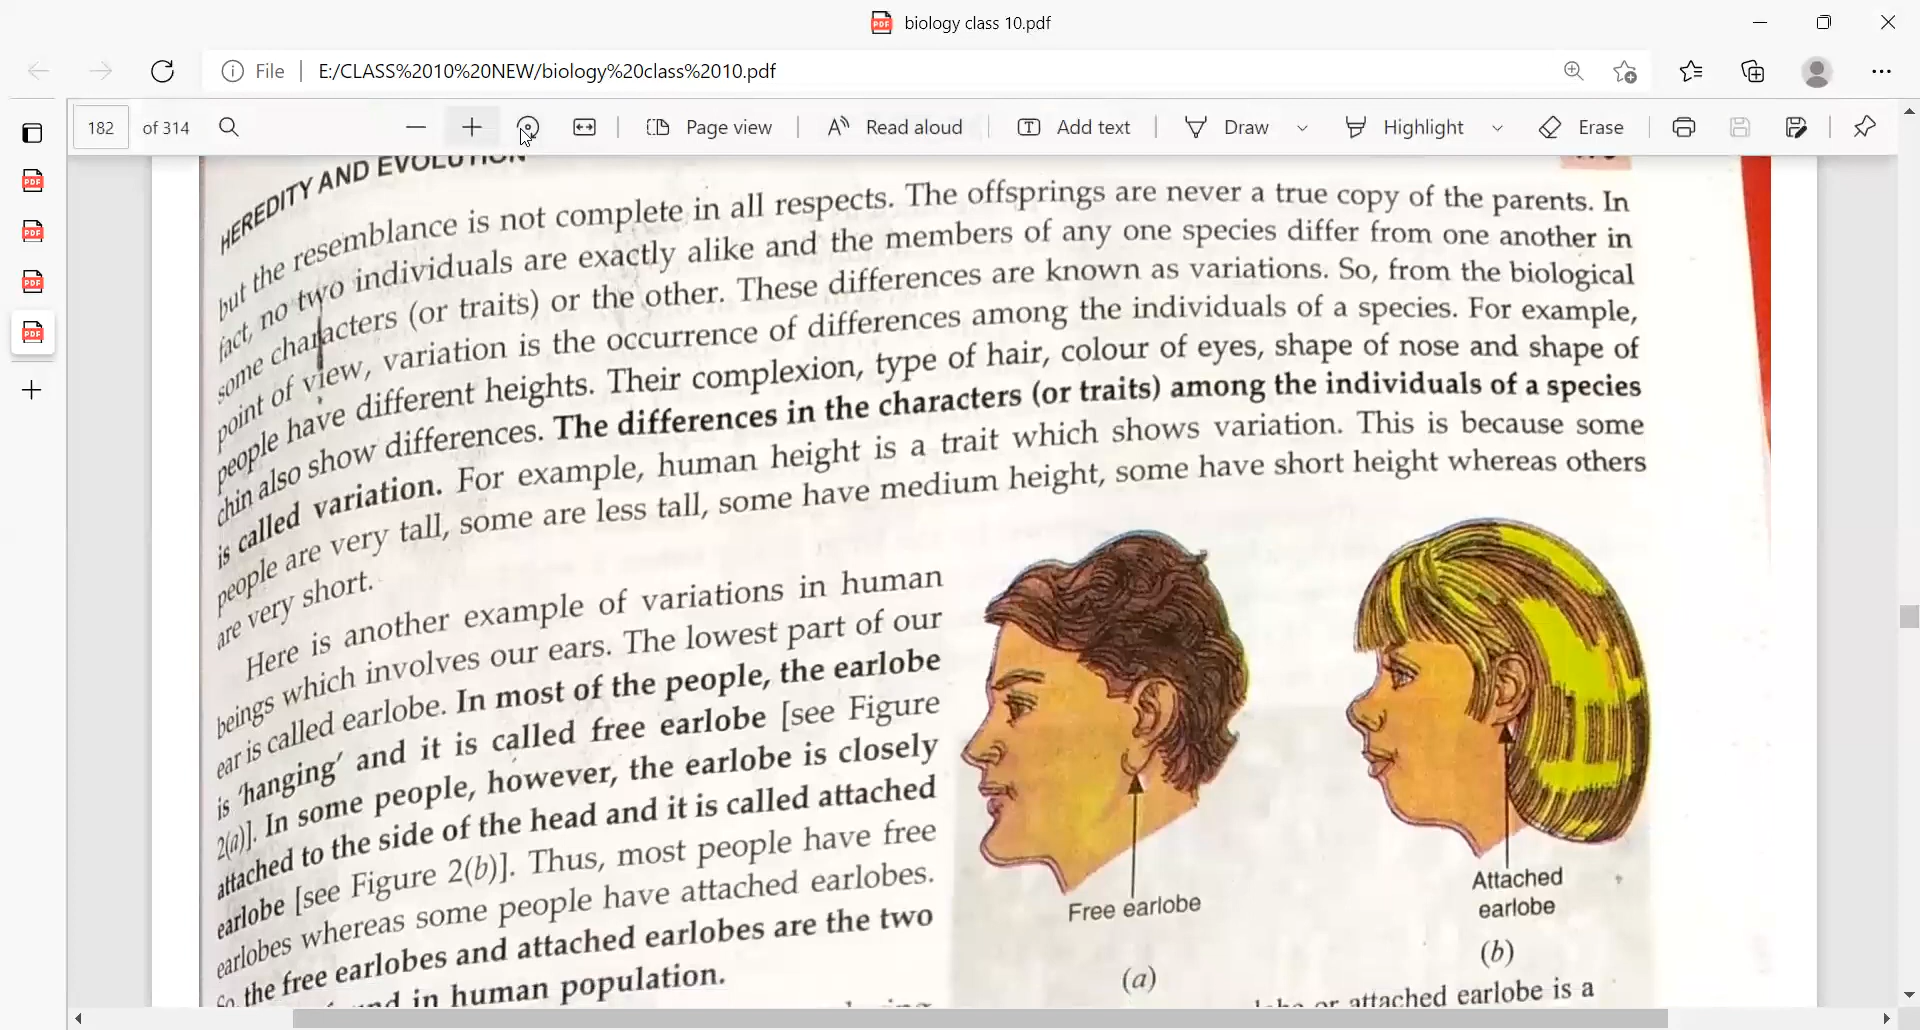 biology class 10.pdf
File
E:/CLASS%2010%20NEW/biology%20class%2010.pdf
182 of 314
Page view
Read aloud
Add text
Draw
Highlight
Erase
HEREDITY AND EVOLUTION
but the resemblance is not complete in all respects. The offsprings are never a true copy of the parents. In
fact, no two individuals are exactly alike and the members of any one species differ from one another in
some characters (or traits) or the other. These differences are known as variations. So, from the biological
point of view, variation is the occurrence of differences among the individuals of a species. For example,
people have different heights. Their complexion, type of hair, colour of eyes, shape of nose and shape of
chin also show differences. The differences in the characters (or traits) among the individuals of a species
is called variation. For example, human height is a trait which shows variation. This is because some
people are very tall, some are less tall, some have medium height, some have short height whereas others
are very short.
Here is another example of variations in human
beings which involves our ears. The lowest part of our
ear is called earlobe. In most of the people, the earlobe
is 'hanging' and it is called free earlobe [see Figure
2(a)]. In some people, however, the earlobe is closely
attached to the side of the head and it is called attached
earlobe [see Figure 2(b)]. Thus, most people have free
earlobes whereas some people have attached earlobes.
So, the free earlobes and attached earlobes are the two
in human population.
Free earlobe
Attached
earlobe
(a)
(b)
or attached earlobe is a